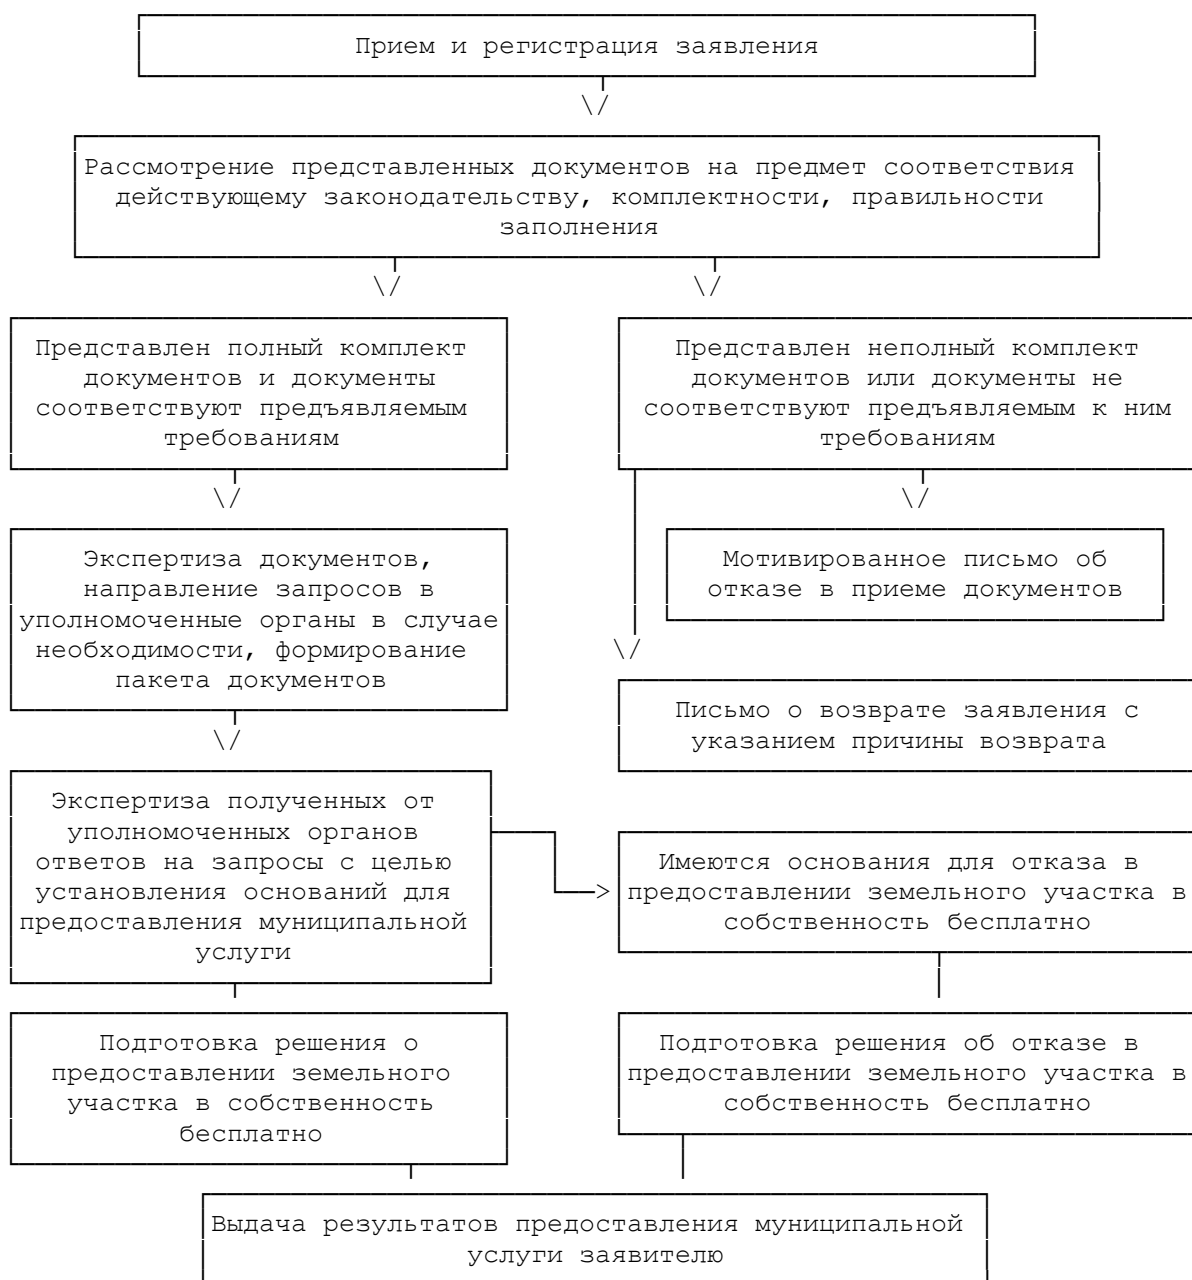 Прием и регистрация заявления
\/
Рассмотрение представленных документов на предмет соответствия
действующему законодательству, комплектности, правильности
заполнения
\/
\/
Представлен полный комплект
документов и документы
соответствуют предъявляемым
требованиям
Представлен неполный комплект
документов или документы не
соответствуют предъявляемым к ним
требованиям
\/
\/
Экспертиза документов,
направление запросов в
уполномоченные органы в случае
необходимости, формирование
пакета документов
Мотивированное письмо об
отказе в приеме документов
\/
Письмо о возврате заявления с
указанием причины возврата
\/
Экспертиза полученных от
уполномоченных органов
ответов на запросы с целью
установления оснований для
предоставления муниципальной
услуги
>
Имеются основания для отказа в
предоставлении земельного участка в
собственность бесплатно
Подготовка решения о
предоставлении земельного
участка в собственность
бесплатно
Подготовка решения об отказе в
предоставлении земельного участка в
собственность бесплатно
Выдача результатов предоставления муниципальной
услуги заявителю